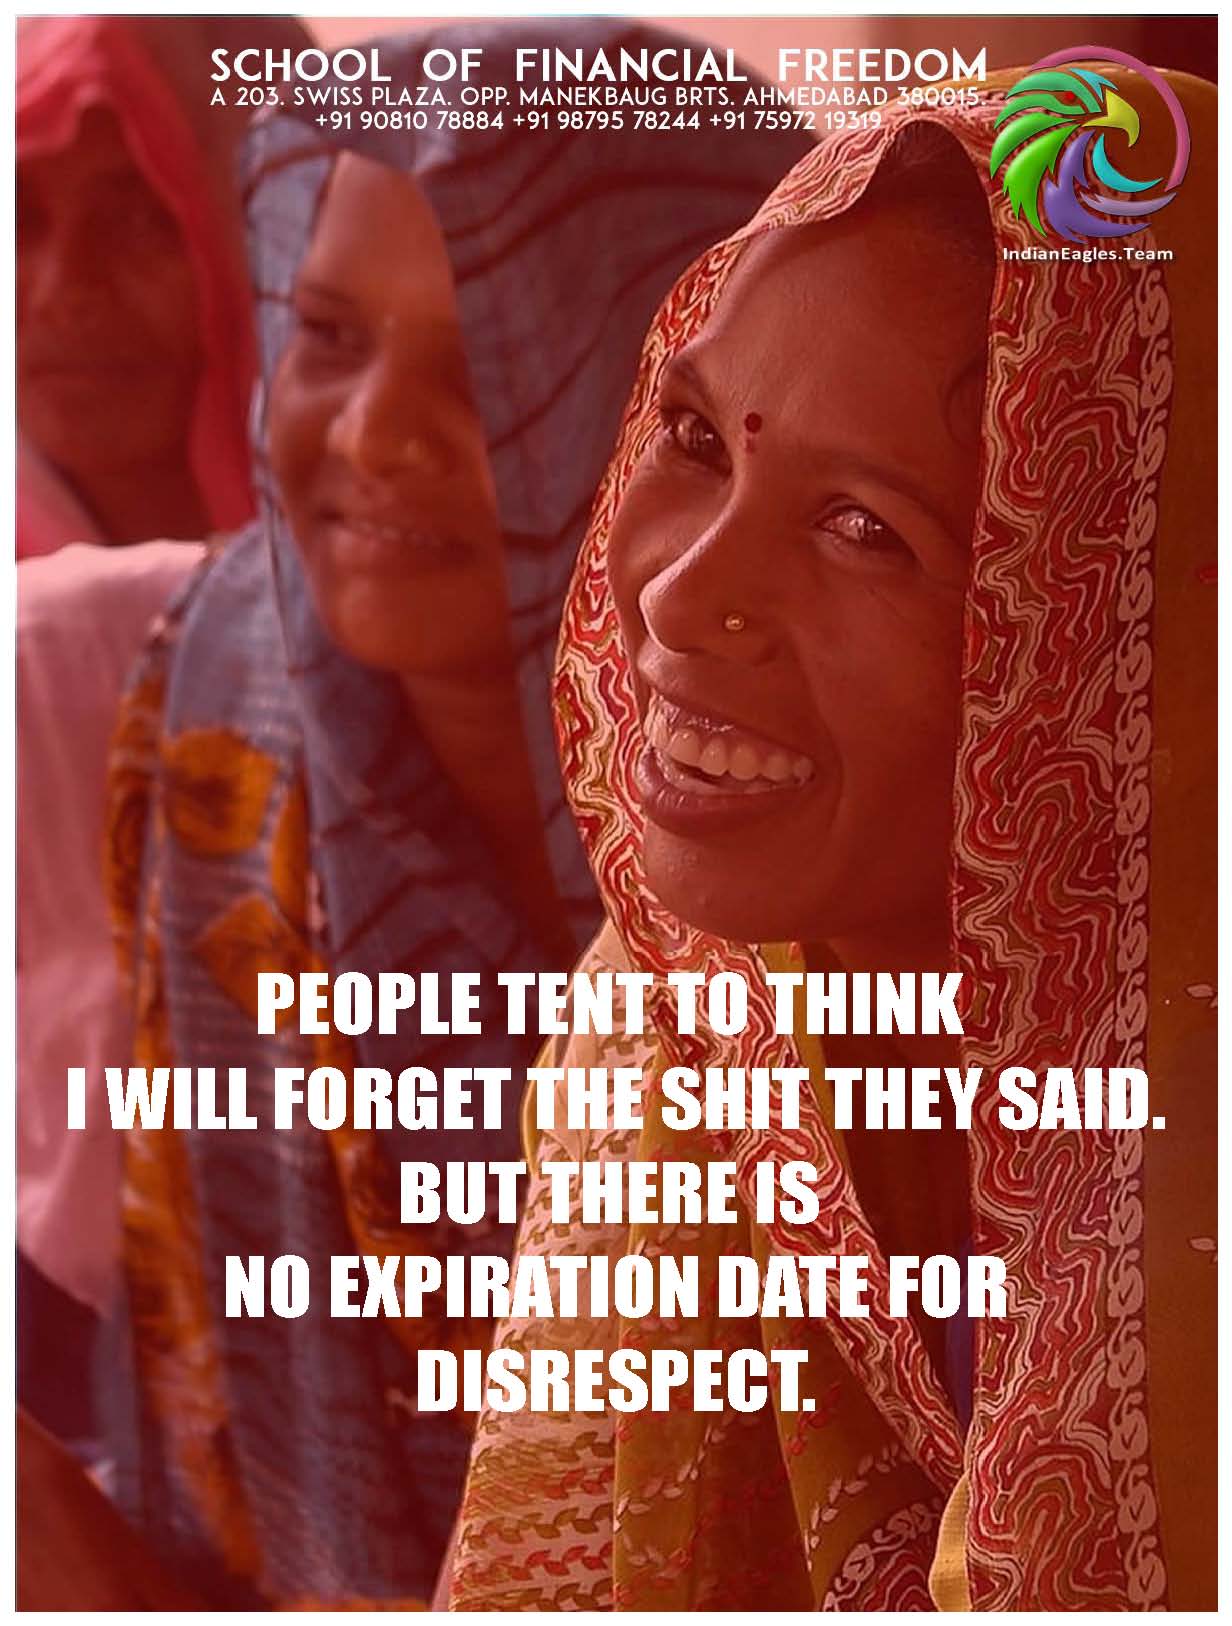 SCHOOL OF FINANCIAL FREEDOM
A 203. SWISS PLAZA. OPP. MANEKBAUG BRTS. AHMEDABAD 380015.
+91 90810 78884 +91 98795 78244 +91 75972 19319
IndianEagles.Team
PEOPLE TENT TO THINK
I WILL FORGET THE SHIT THEY SAID.
BUT THERE IS
NO EXPIRATION DATE FOR
DISRESPECT.